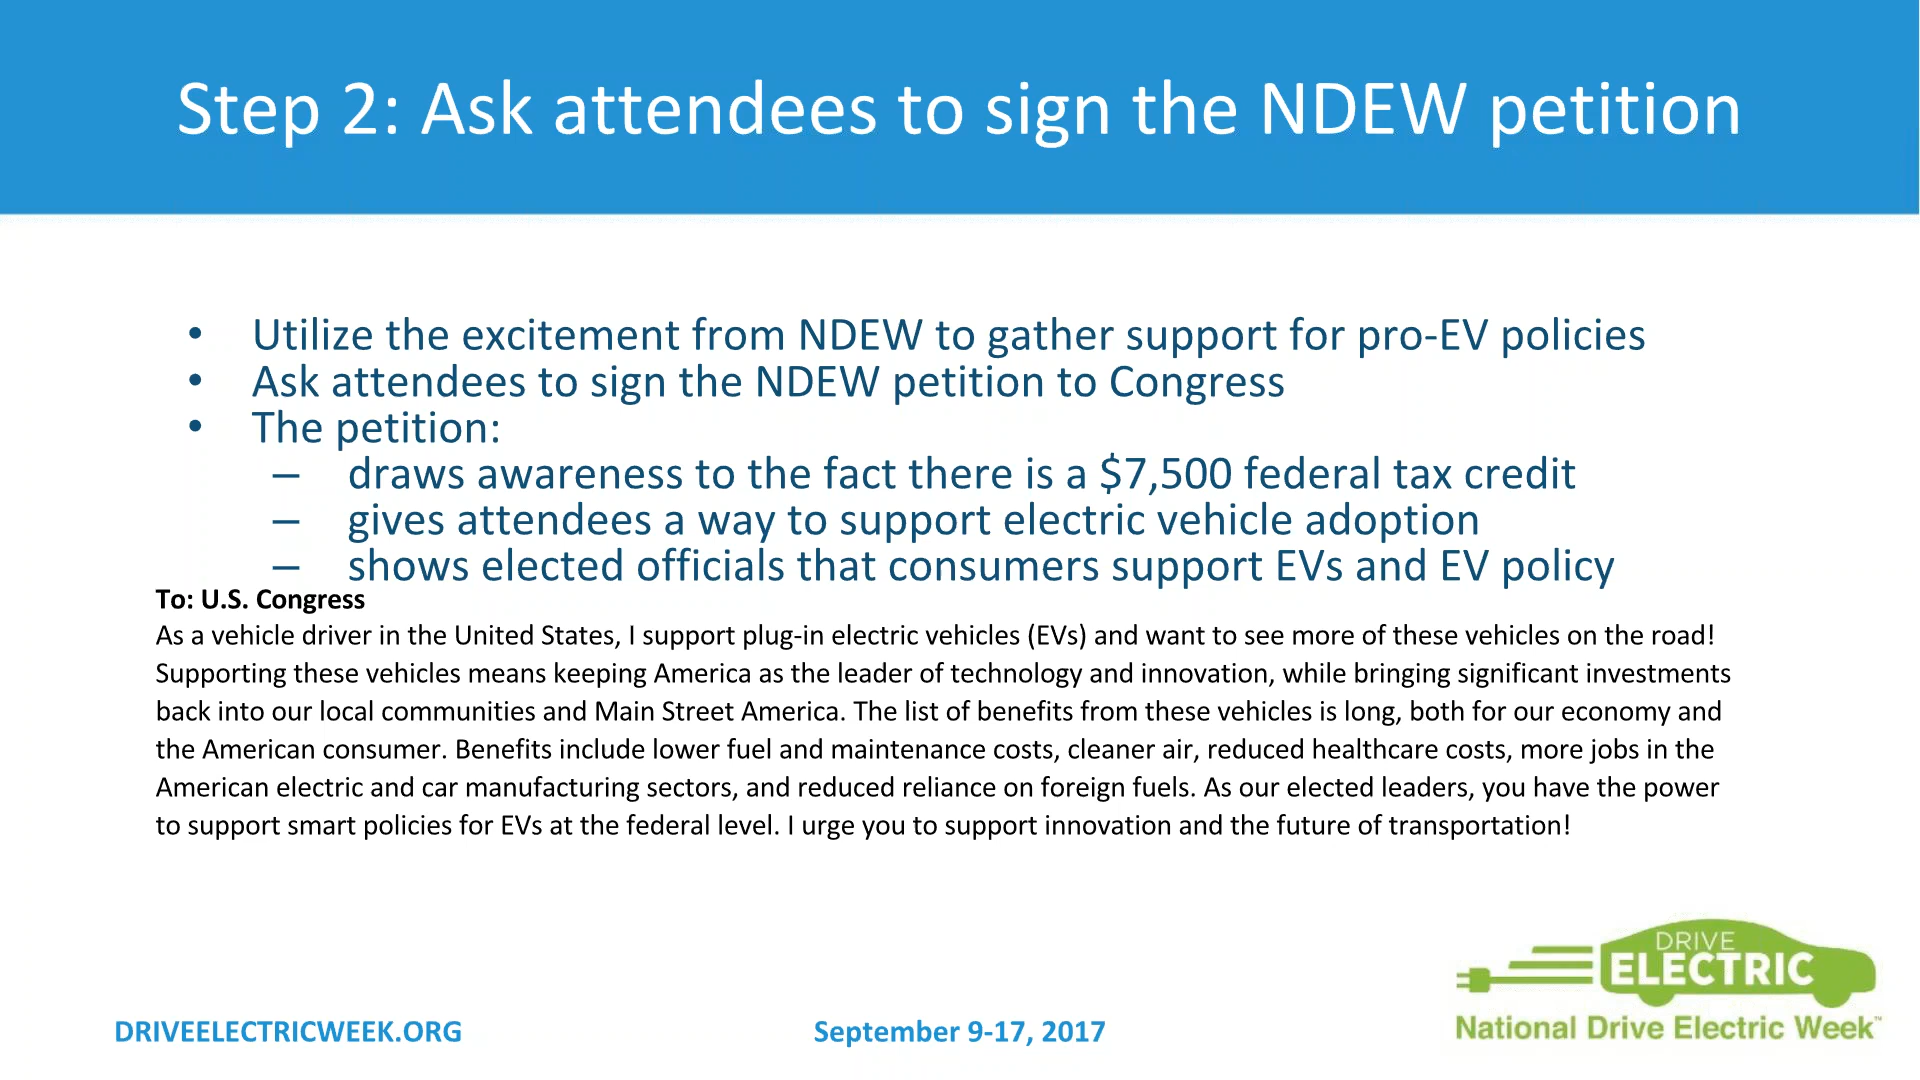 Step 2: Ask attendees to sign the NDEW petition
• Utilize the excitement from NDEW to gather support for pro-EV policies
• Ask attendees to sign the NDEW petition to Congress
• The petition:
– draws awareness to the fact there is a $7,500 federal tax credit
– gives attendees a way to support electric vehicle adoption
– shows elected officials that consumers support EVs and EV policy
To: U.S. Congress
As a vehicle driver in the United States, I support plug-in electric vehicles (EVs) and want to see more of these vehicles on the road!
Supporting these vehicles means keeping America as the leader of technology and innovation, while bringing significant investments
back into our local communities and Main Street America. The list of benefits from these vehicles is long, both for our economy and
the American consumer. Benefits include lower fuel and maintenance costs, cleaner air, reduced healthcare costs, more jobs in the
American electric and car manufacturing sectors, and reduced reliance on foreign fuels. As our elected leaders, you have the power
to support smart policies for EVs at the federal level. I urge you to support innovation and the future of transportation!
DRIVE
ELECTRIC
National Drive Electric Week™
DRIVEELECTRICWEEK.ORG
September 9-17, 2017